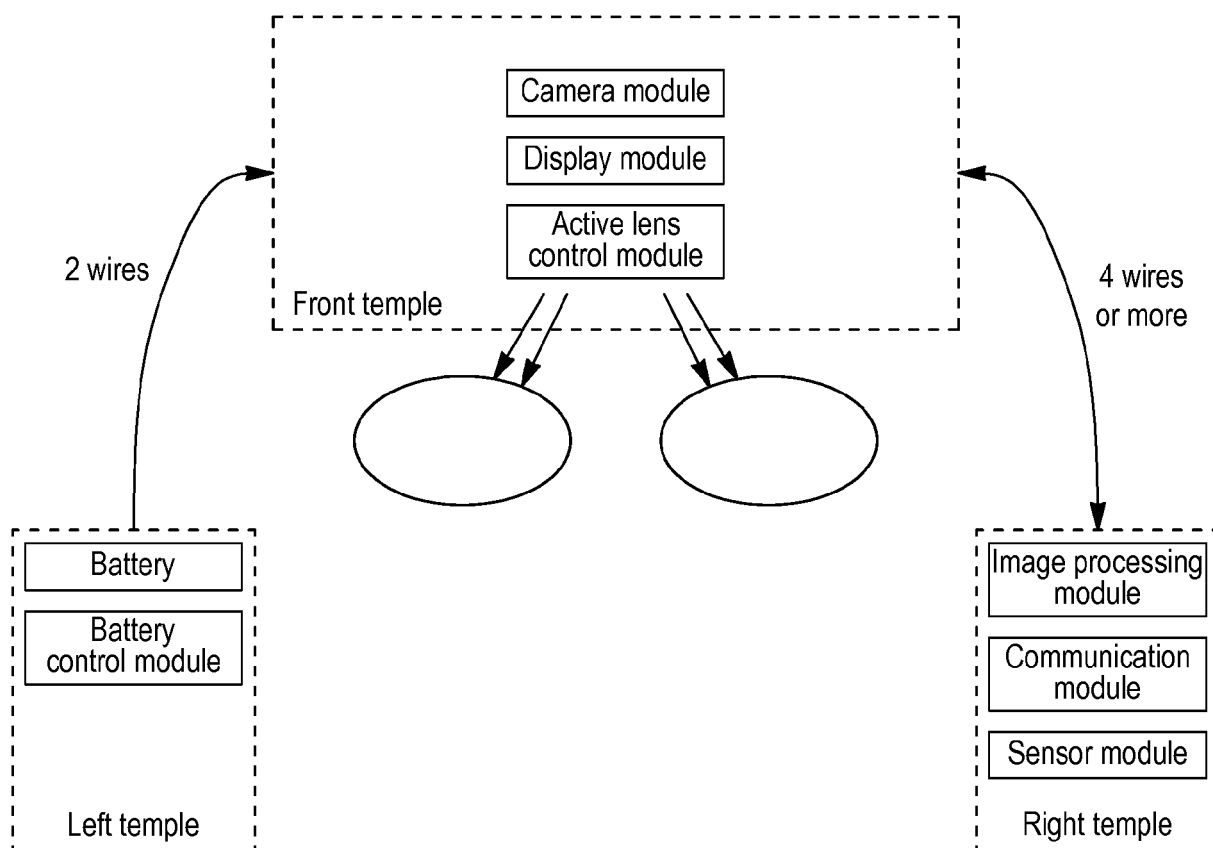 Camera module
Display module
Active lens
control module
Front temple
2 wires
4 wires
or more
Battery
Battery
control module
Left temple
Image processing
module
Communication
module
Sensor module
Right temple